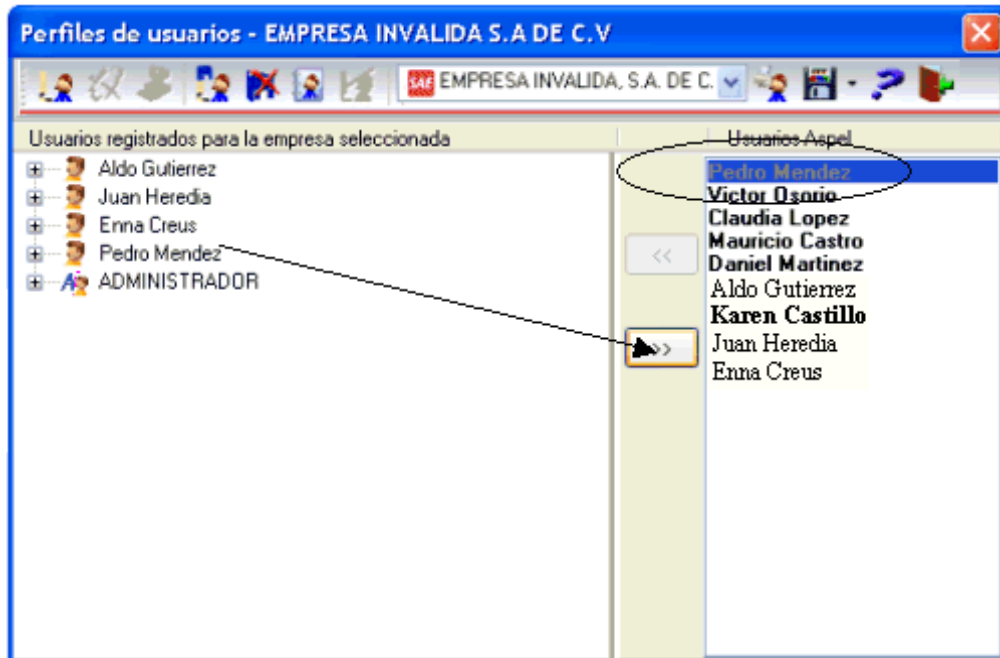 Perfiles de usuarios - EMPRESA INVALIDA S.A DE C.V
SAE EMPRESA INVALIDA, S.A. DE C.
Usuarios registrados para la empresa seleccionada
Usuarios Aspel
Aldo Gutierrez
Juan Heredia
Enna Creus
Pedro Mendez
ADMINISTRADOR
<<
>>
Pedro Mendez
Victor Osorio
Claudia Lopez
Mauricio Castro
Daniel Martinez
Aldo Gutierrez
Karen Castillo
Juan Heredia
Enna Creus